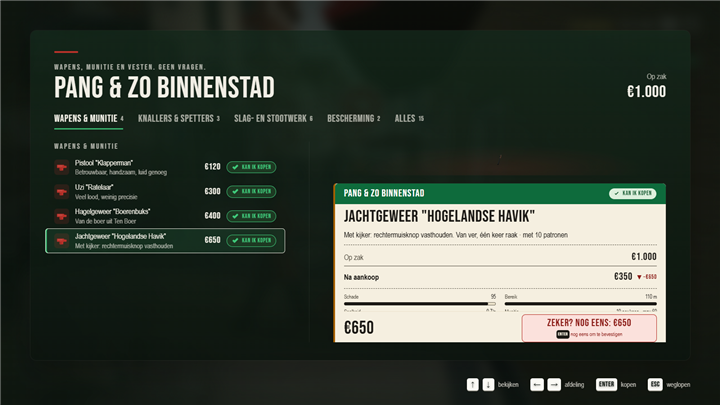 WAPENS, MUNITIE EN VESTEN. GEEN VRAGEN.
PANG & ZO BINNENSTAD
Op zak
€1.000
WAPENS & MUNITIE 4
KNALLERS & SPETTERS 3
SLAG- EN STOOTWERK 6
BESCHERMING 2
ALLES 15
WAPENS & MUNITIE
Pistool "Klapperman"
Betrouwbaar, handzaam, luid genoeg
€120
KAN IK KOPEN
Uzi "Ratelaar"
Veel lood, weinig precisie
€300
KAN IK KOPEN
Hagelgeweer "Boerenbuks"
Van de boer uit Ten Boer
€400
KAN IK KOPEN
Jachtgeweer "Hogelandse Havik"
Met kijker: rechtermuisknop vasthouden
€650
KAN IK KOPEN
PANG & ZO BINNENSTAD
KAN IK KOPEN
JACHTGEWEER "HOGELANDSE HAVIK"
Met kijker: rechtermuisknop vasthouden. Van ver, één keer raak · met 10 patronen
Op zak
€1.000
Na aankoop
€350 ▼ -€650
Schade 95
Bereik 110 m
€650
ZEKER? NOG EENS: €650
ENTER nog eens om te bevestigen
↑ ↓ bekijken
← → afdeling
ENTER kopen
ESC weglopen